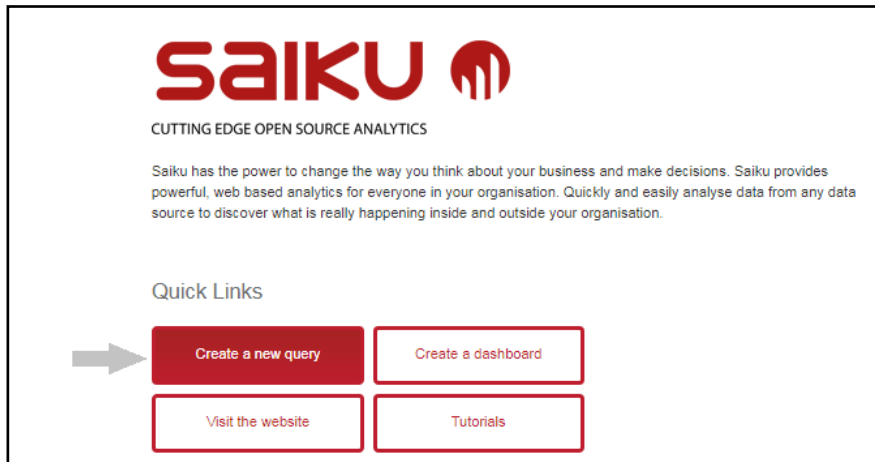 saiku
CUTTING EDGE OPEN SOURCE ANALYTICS
Saiku has the power to change the way you think about your business and make decisions. Saiku provides
powerful, web based analytics for everyone in your organisation. Quickly and easily analyse data from any data
source to discover what is really happening inside and outside your organisation.
Quick Links
Create a new query
Create a dashboard
Visit the website
Tutorials